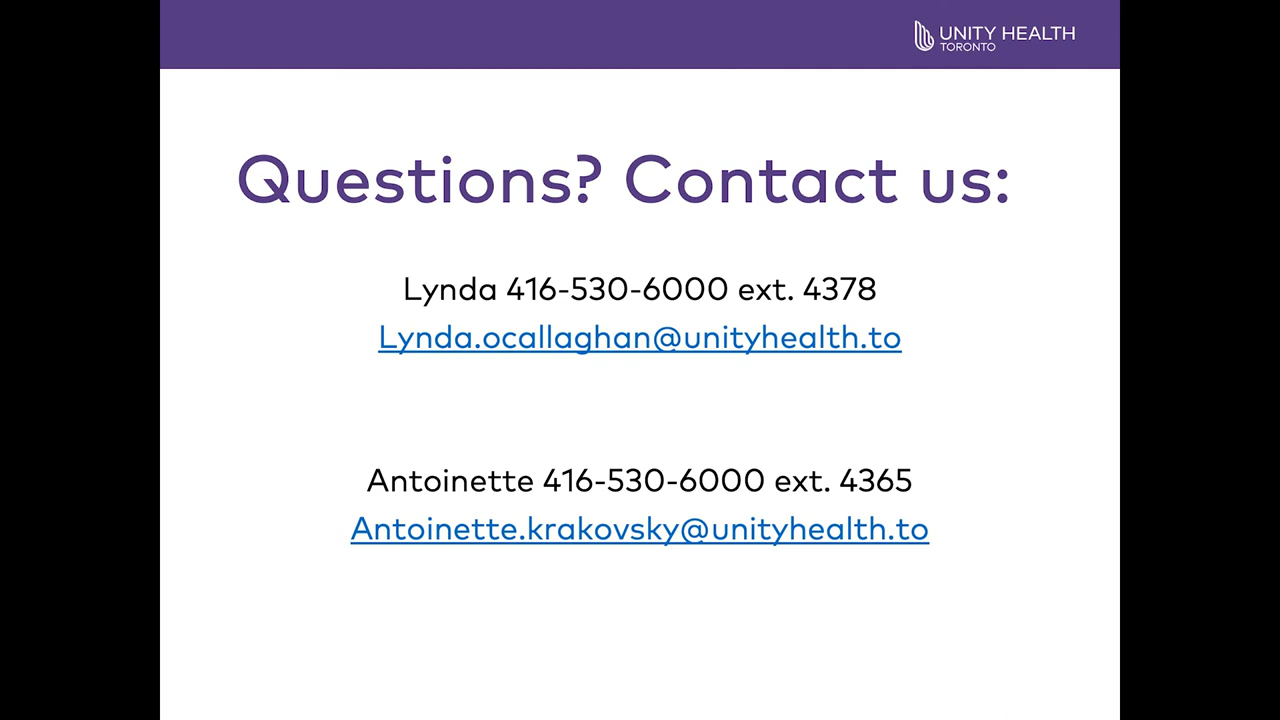 UNITY HEALTH
TORONTO
Questions? Contact us:
Lynda 416-530-6000 ext. 4378
Lynda.ocallaghan@unityhealth.to
Antoinette 416-530-6000 ext. 4365
Antoinette.krakovsky@unityhealth.to